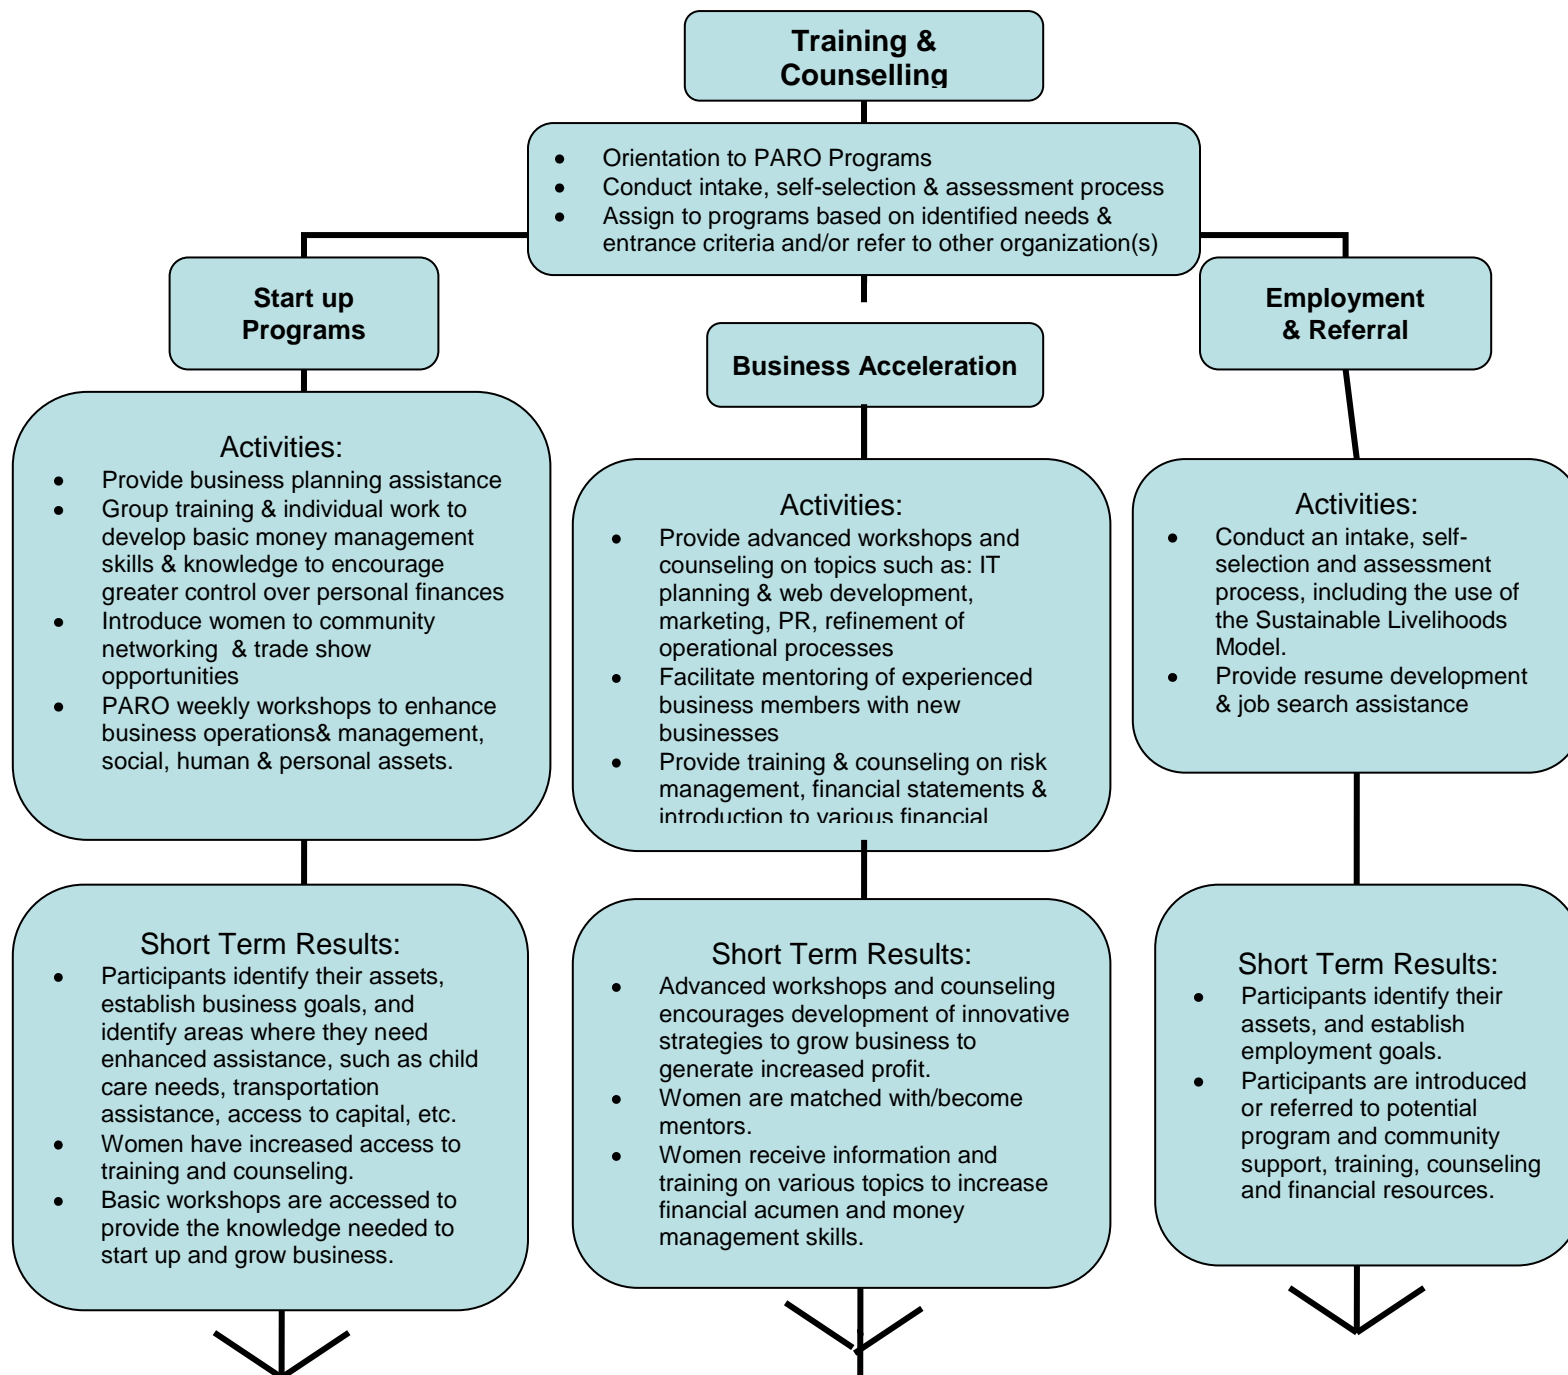 Training &
Counselling
• Orientation to PARO Programs
• Conduct intake, self-selection & assessment process
• Assign to programs based on identified needs &
entrance criteria and/or refer to other organization(s)
Start up
Programs
Business Acceleration
Employment
& Referral
Activities:
• Provide business planning assistance
• Group training & individual work to
develop basic money management
skills & knowledge to encourage
greater control over personal finances
• Introduce women to community
networking & trade show
opportunities
• PARO weekly workshops to enhance
business operations& management,
social, human & personal assets.
Activities:
• Provide advanced workshops and
counseling on topics such as: IT
planning & web development,
marketing, PR, refinement of
operational processes
• Facilitate mentoring of experienced
business members with new
businesses
• Provide training & counseling on risk
management, financial statements &
introduction to various financial
Activities:
• Conduct an intake, self-
selection and assessment
process, including the use of
the Sustainable Livelihoods
Model.
• Provide resume development
& job search assistance
Short Term Results:
• Participants identify their assets,
establish business goals, and
identify areas where they need
enhanced assistance, such as child
care needs, transportation
assistance, access to capital, etc.
• Women have increased access to
training and counseling.
• Basic workshops are accessed to
provide the knowledge needed to
start up and grow business.
Short Term Results:
• Advanced workshops and counseling
encourages development of innovative
strategies to grow business to
generate increased profit.
• Women are matched with/become
mentors.
• Women receive information and
training on various topics to increase
financial acumen and money
management skills.
Short Term Results:
• Participants identify their
assets, and establish
employment goals.
• Participants are introduced
or referred to potential
program and community
support, training, counseling
and financial resources.